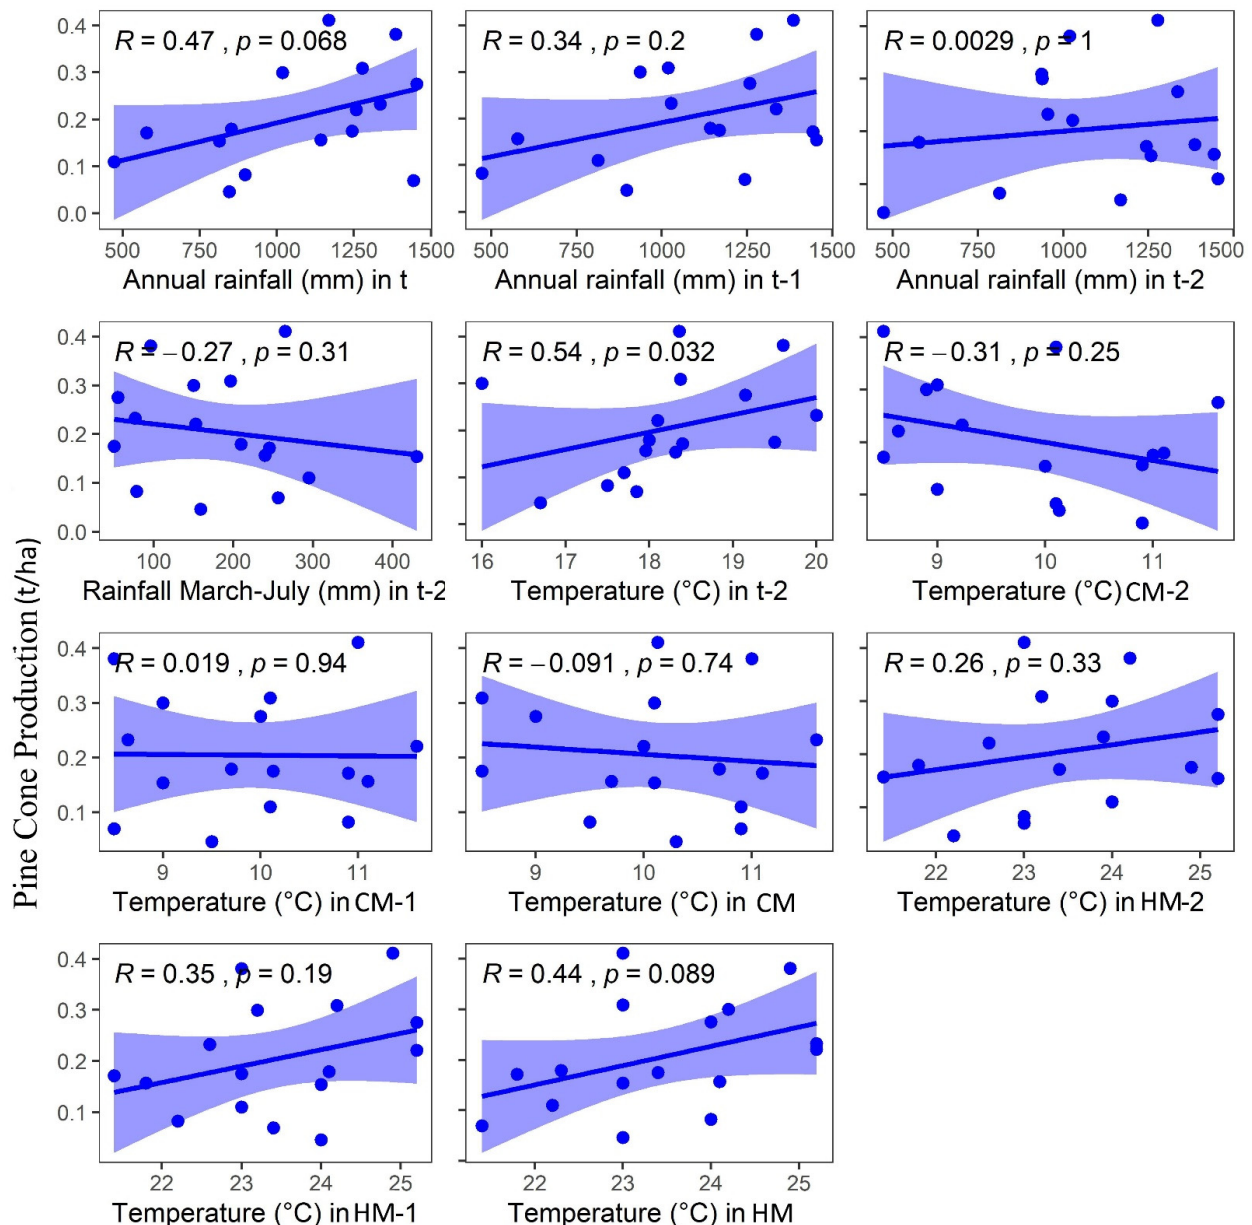 Pine Cone Production (t/ha)
R = 0.47 , p = 0.068
0.4
0.3
0.2
0.1
0.0
500 750 1000 1250 1500
Annual rainfall (mm) in t
R = 0.34 , p = 0.2
500 750 1000 1250 1500
Annual rainfall (mm) in t-1
R = 0.0029 , p = 1
500 750 1000 1250 1500
Annual rainfall (mm) in t-2
R = −0.27 , p = 0.31
0.4
0.3
0.2
0.1
0.0
100 200 300 400
Rainfall March-July (mm) in t-2
R = 0.54 , p = 0.032
16 17 18 19 20
Temperature (°C) in t-2
R = −0.31 , p = 0.25
9 10 11
Temperature (°C) CM-2
R = 0.019 , p = 0.94
0.4
0.3
0.2
0.1
9 10 11
Temperature (°C) in CM-1
R = −0.091 , p = 0.74
9 10 11
Temperature (°C) in CM
R = 0.26 , p = 0.33
22 23 24 25
Temperature (°C) in HM-2
R = 0.35 , p = 0.19
0.4
0.3
0.2
0.1
22 23 24 25
Temperature (°C) in HM-1
R = 0.44 , p = 0.089
22 23 24 25
Temperature (°C) in HM